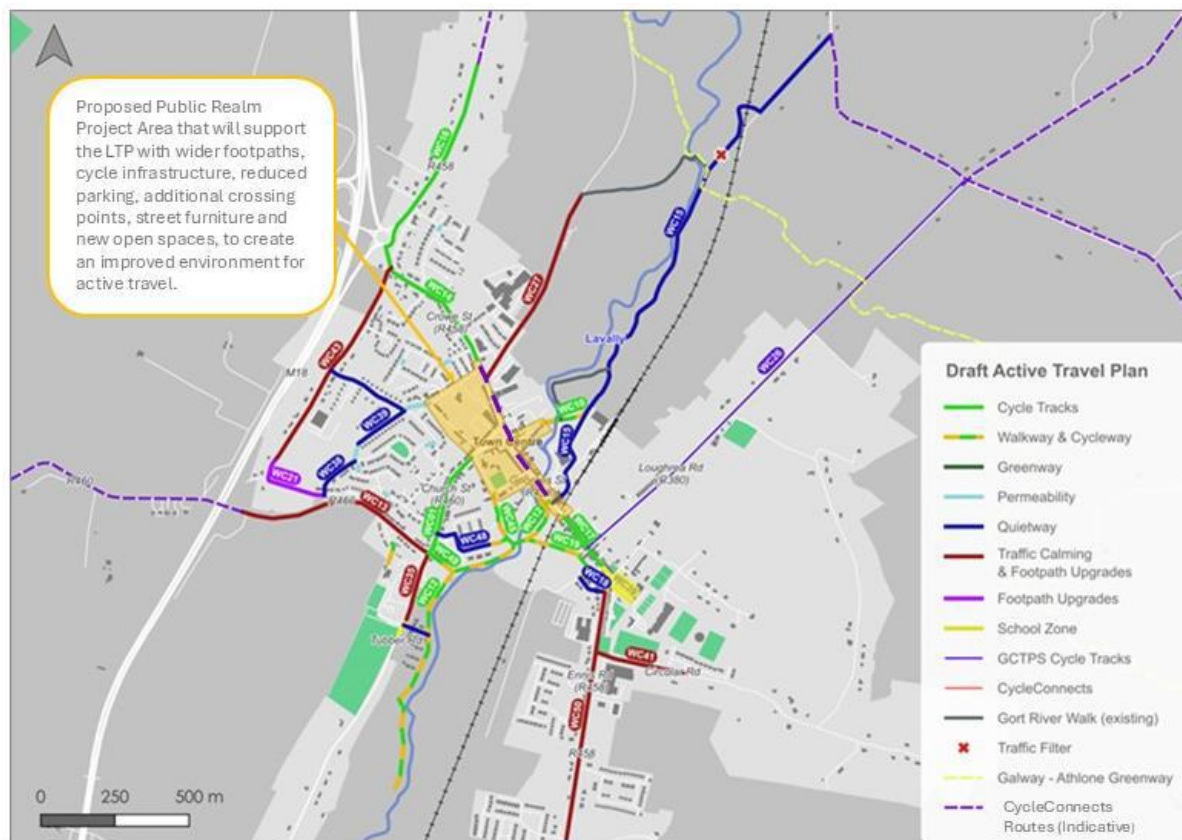 Proposed Public Realm
Project Area that will support
the LTP with wider footpaths,
cycle infrastructure, reduced
parking, additional crossing
points, street furniture and
new open spaces, to create
an improved environment for
active travel.
WC16
R458
WC14
Crowe St
(R458)
WC27
WC15
Lavally
WC43
M18
WC39
WC38
WC21
R460
R460
WC13
Town Centre
WC10
WC15
Church St
(R460)
WC48
WC35
Tubber Rd
WC18
Loughrea Rd
(R380)
WC26
WC41
Circular Rd
Ennis Rd
(R458)
WC50
R458
0 250 500 m
Draft Active Travel Plan
Cycle Tracks
Walkway & Cycleway
Greenway
Permeability
Quietway
Traffic Calming
& Footpath Upgrades
Footpath Upgrades
School Zone
GCTPS Cycle Tracks
CycleConnects
Gort River Walk (existing)
Traffic Filter
Galway - Athlone Greenway
CycleConnects
Routes (Indicative)